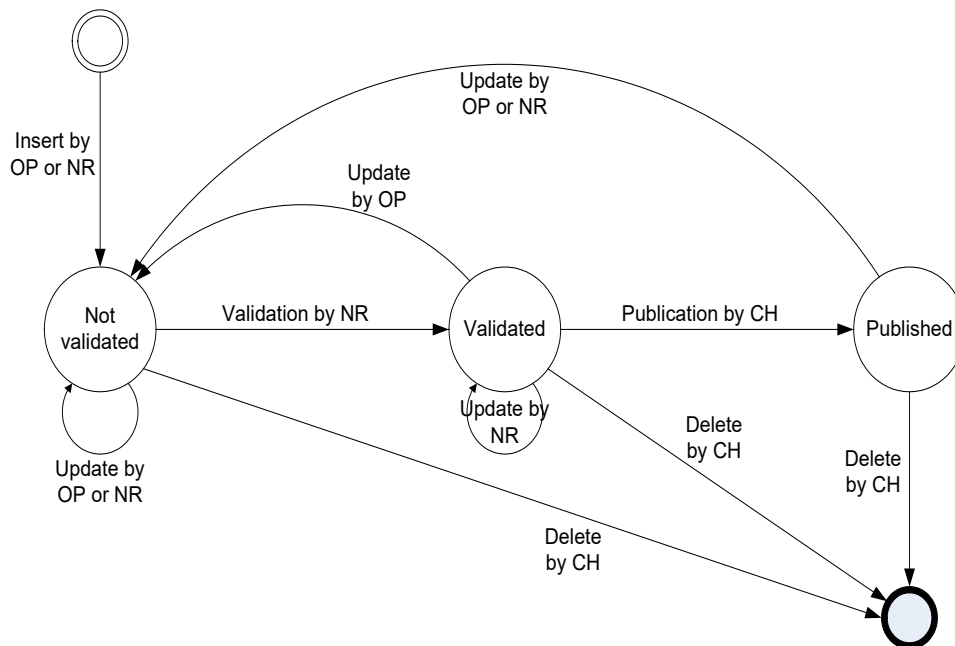 Update by
OP or NR
Insert by
OP or NR
Update
by OP
Not
validated
Validation by NR
Validated
Publication by CH
Published
Update by
NR
Update by
OP or NR
Delete
by CH
Delete
by CH
Delete
by CH